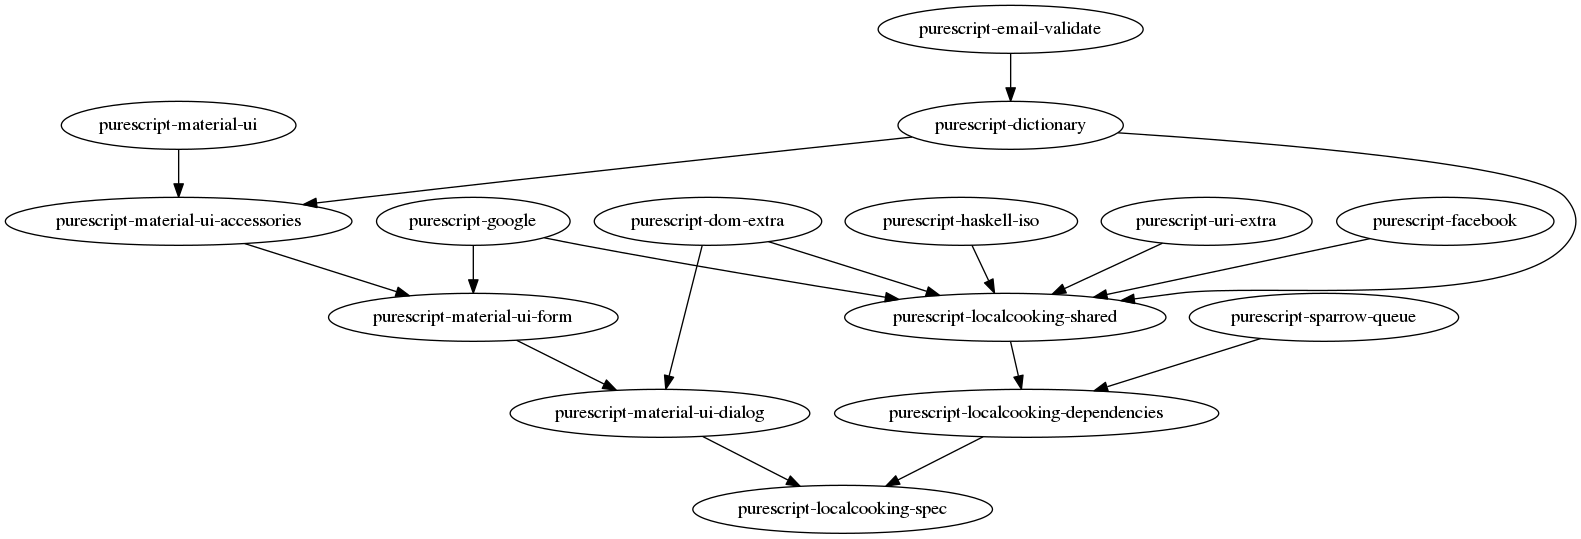 purescript-email-validate
purescript-material-ui
purescript-dictionary
purescript-material-ui-accessories
purescript-google
purescript-dom-extra
purescript-haskell-iso
purescript-uri-extra
purescript-facebook
purescript-material-ui-form
purescript-localcooking-shared
purescript-sparrow-queue
purescript-material-ui-dialog
purescript-localcooking-dependencies
purescript-localcooking-spec